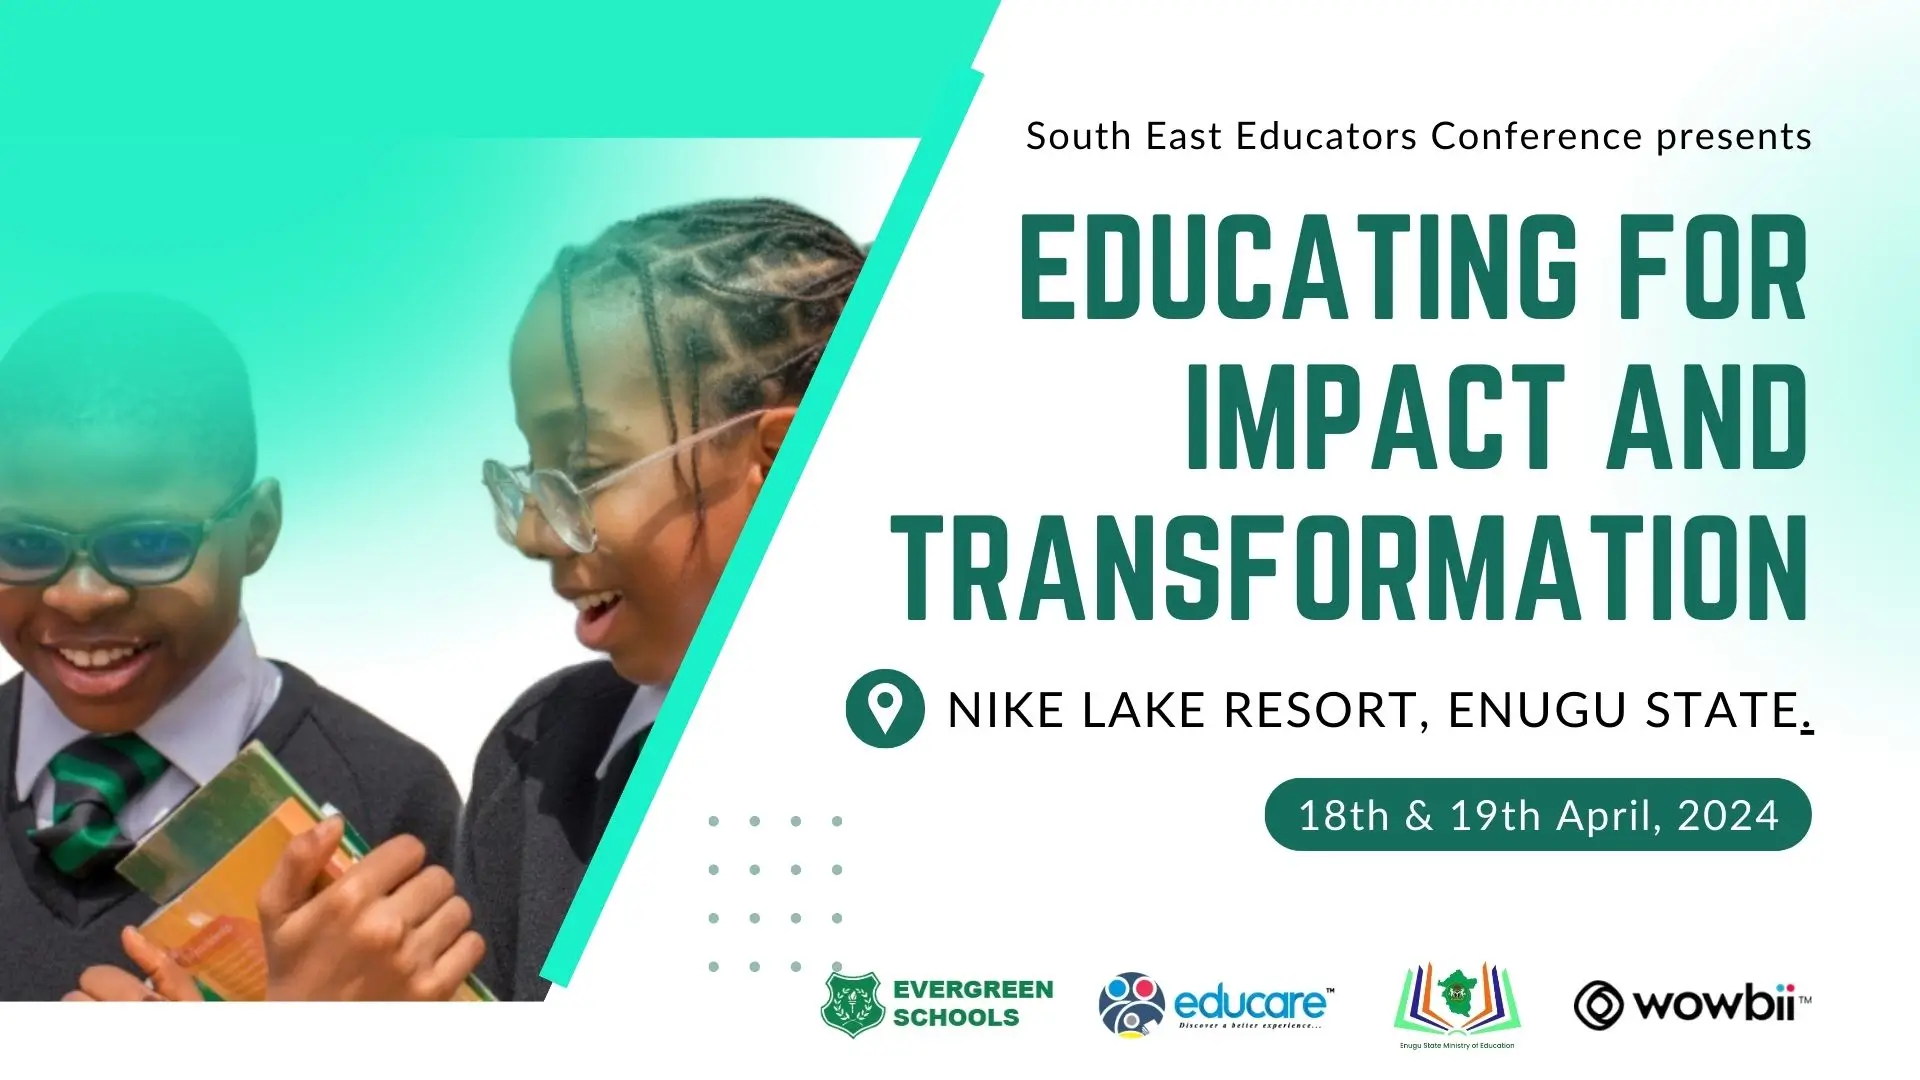 South East Educators Conference presents
EDUCATING FOR
IMPACT AND
TRANSFORMATION
NIKE LAKE RESORT, ENUGU STATE.
18th & 19th April, 2024
EVERGREEN
SCHOOLS
educare™
Discover a better experience...
Enugu State Ministry of Education
wowbii™